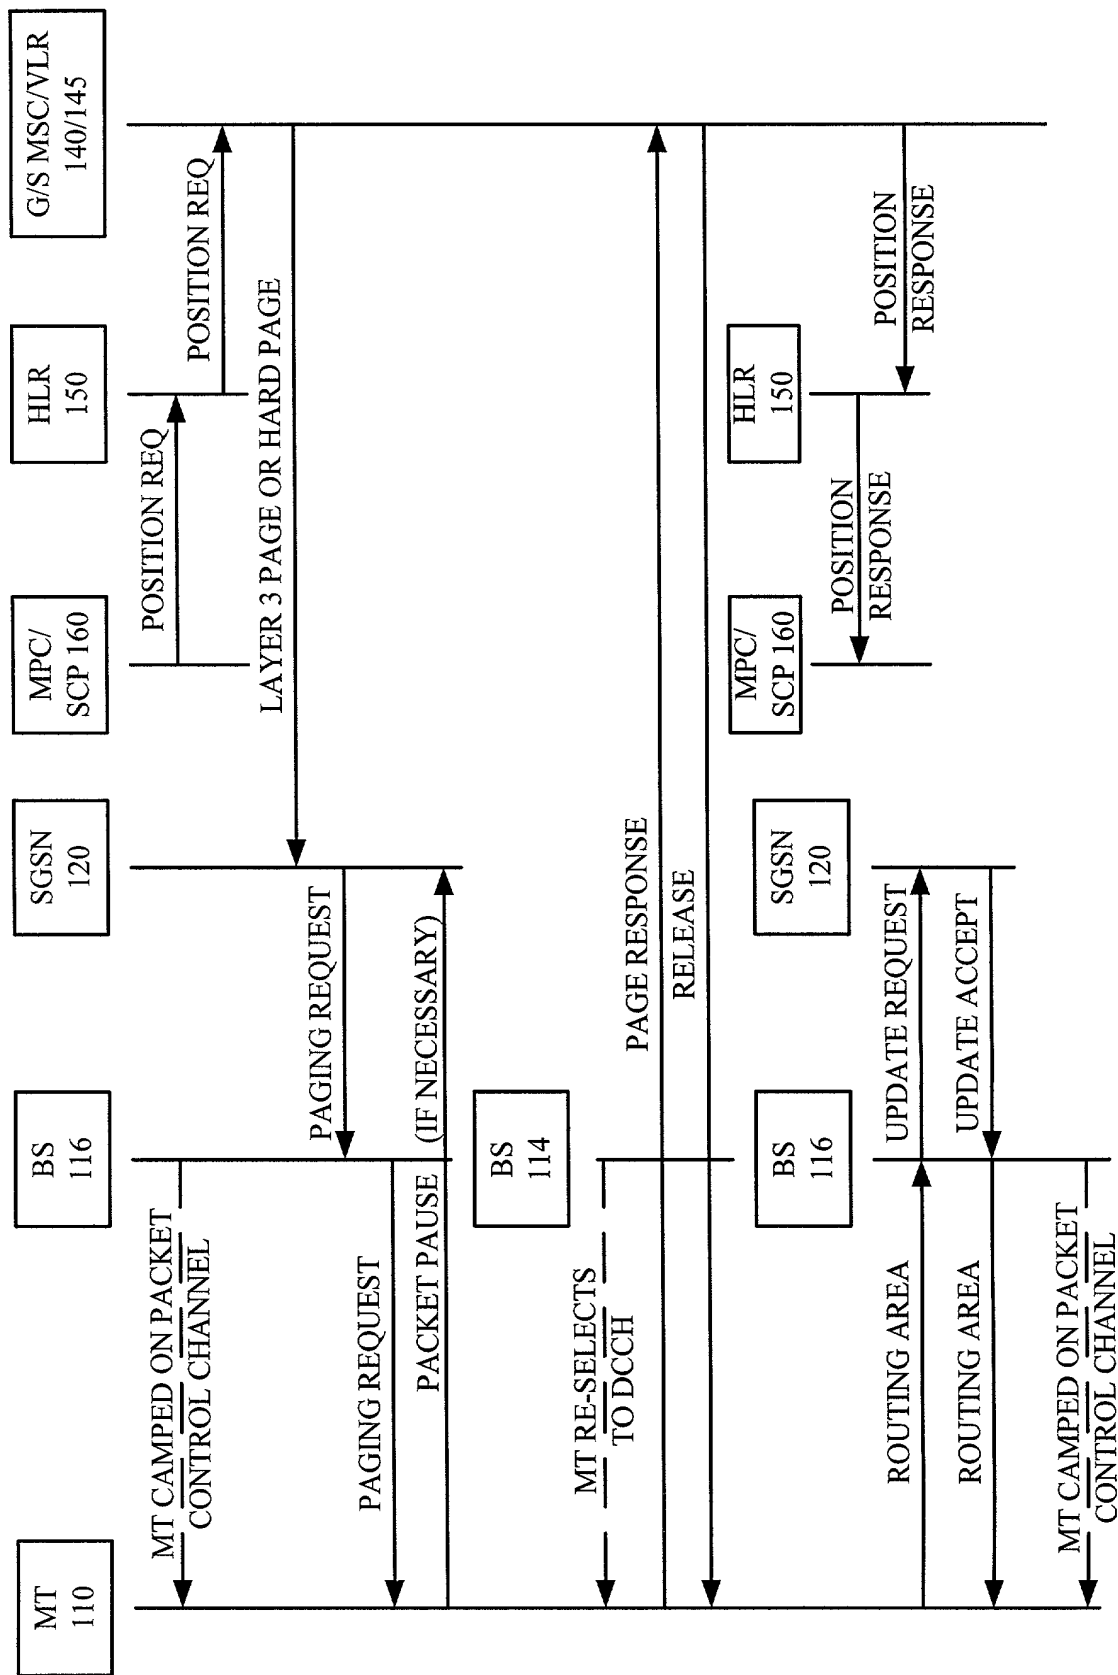 MT
110
BS
116
SGSN
120
MPC/
SCP 160
HLR
150
G/S MSC/VLR
140/145
MT CAMPED ON PACKET
CONTROL CHANNEL
POSITION REQ
POSITION REQ
LAYER 3 PAGE OR HARD PAGE
PAGING REQUEST
PAGING REQUEST
PACKET PAUSE (IF NECESSARY)
BS
114
MT RE-SELECTS
TO DCCH
PAGE RESPONSE
RELEASE
BS
116
SGSN
120
MPC/
SCP 160
HLR
150
POSITION
RESPONSE
POSITION
RESPONSE
ROUTING AREA UPDATE REQUEST
ROUTING AREA UPDATE ACCEPT
MT CAMPED ON PACKET
CONTROL CHANNEL